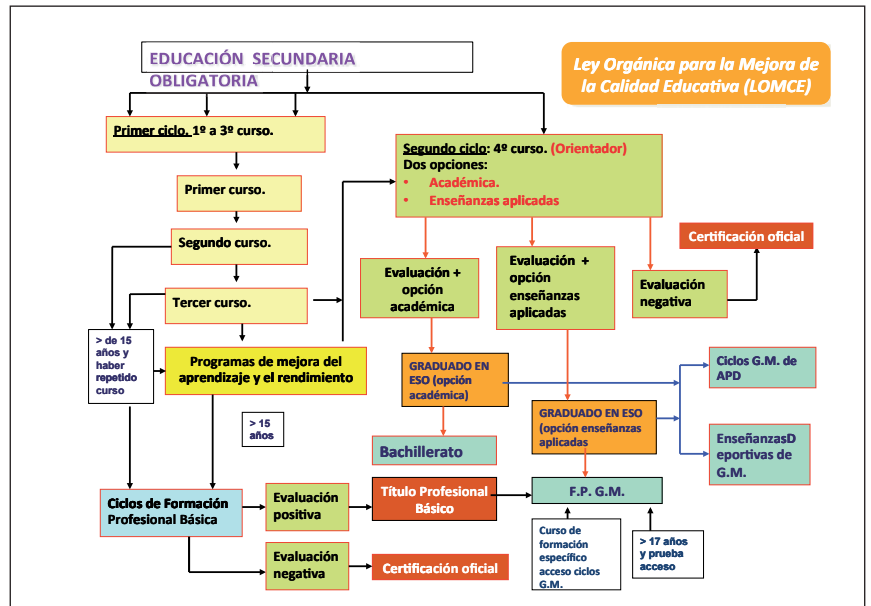 EDUCACIÓN SECUNDARIA
OBLIGATORIA
Ley Orgánica para la Mejora de
la Calidad Educativa (LOMCE)
Primer ciclo. 1º a 3º curso.
Segundo ciclo: 4º curso. (Orientador)
Dos opciones:
• Académica.
• Enseñanzas aplicadas
Primer curso.
Segundo curso.
Certificación oficial
Evaluación +
opción
académica
Evaluación +
opción
enseñanzas
aplicadas
Evaluación
negativa
Tercer curso.
> de 15
años y
haber
repetido
curso
Programas de mejora del
aprendizaje y el rendimiento
GRADUADO EN
ESO (opción
académica)
Ciclos G.M. de
APD
> 15
años
GRADUADO EN ESO
(opción enseñanzas
aplicadas
Bachillerato
EnseñanzasD
eportivas de
G.M.
Ciclos de Formación
Profesional Básica
Evaluación
positiva
Título Profesional
Básico
F.P. G.M.
Curso de
formación
específico
acceso ciclos
G.M.
> 17 años
y prueba
acceso
Evaluación
negativa
Certificación oficial